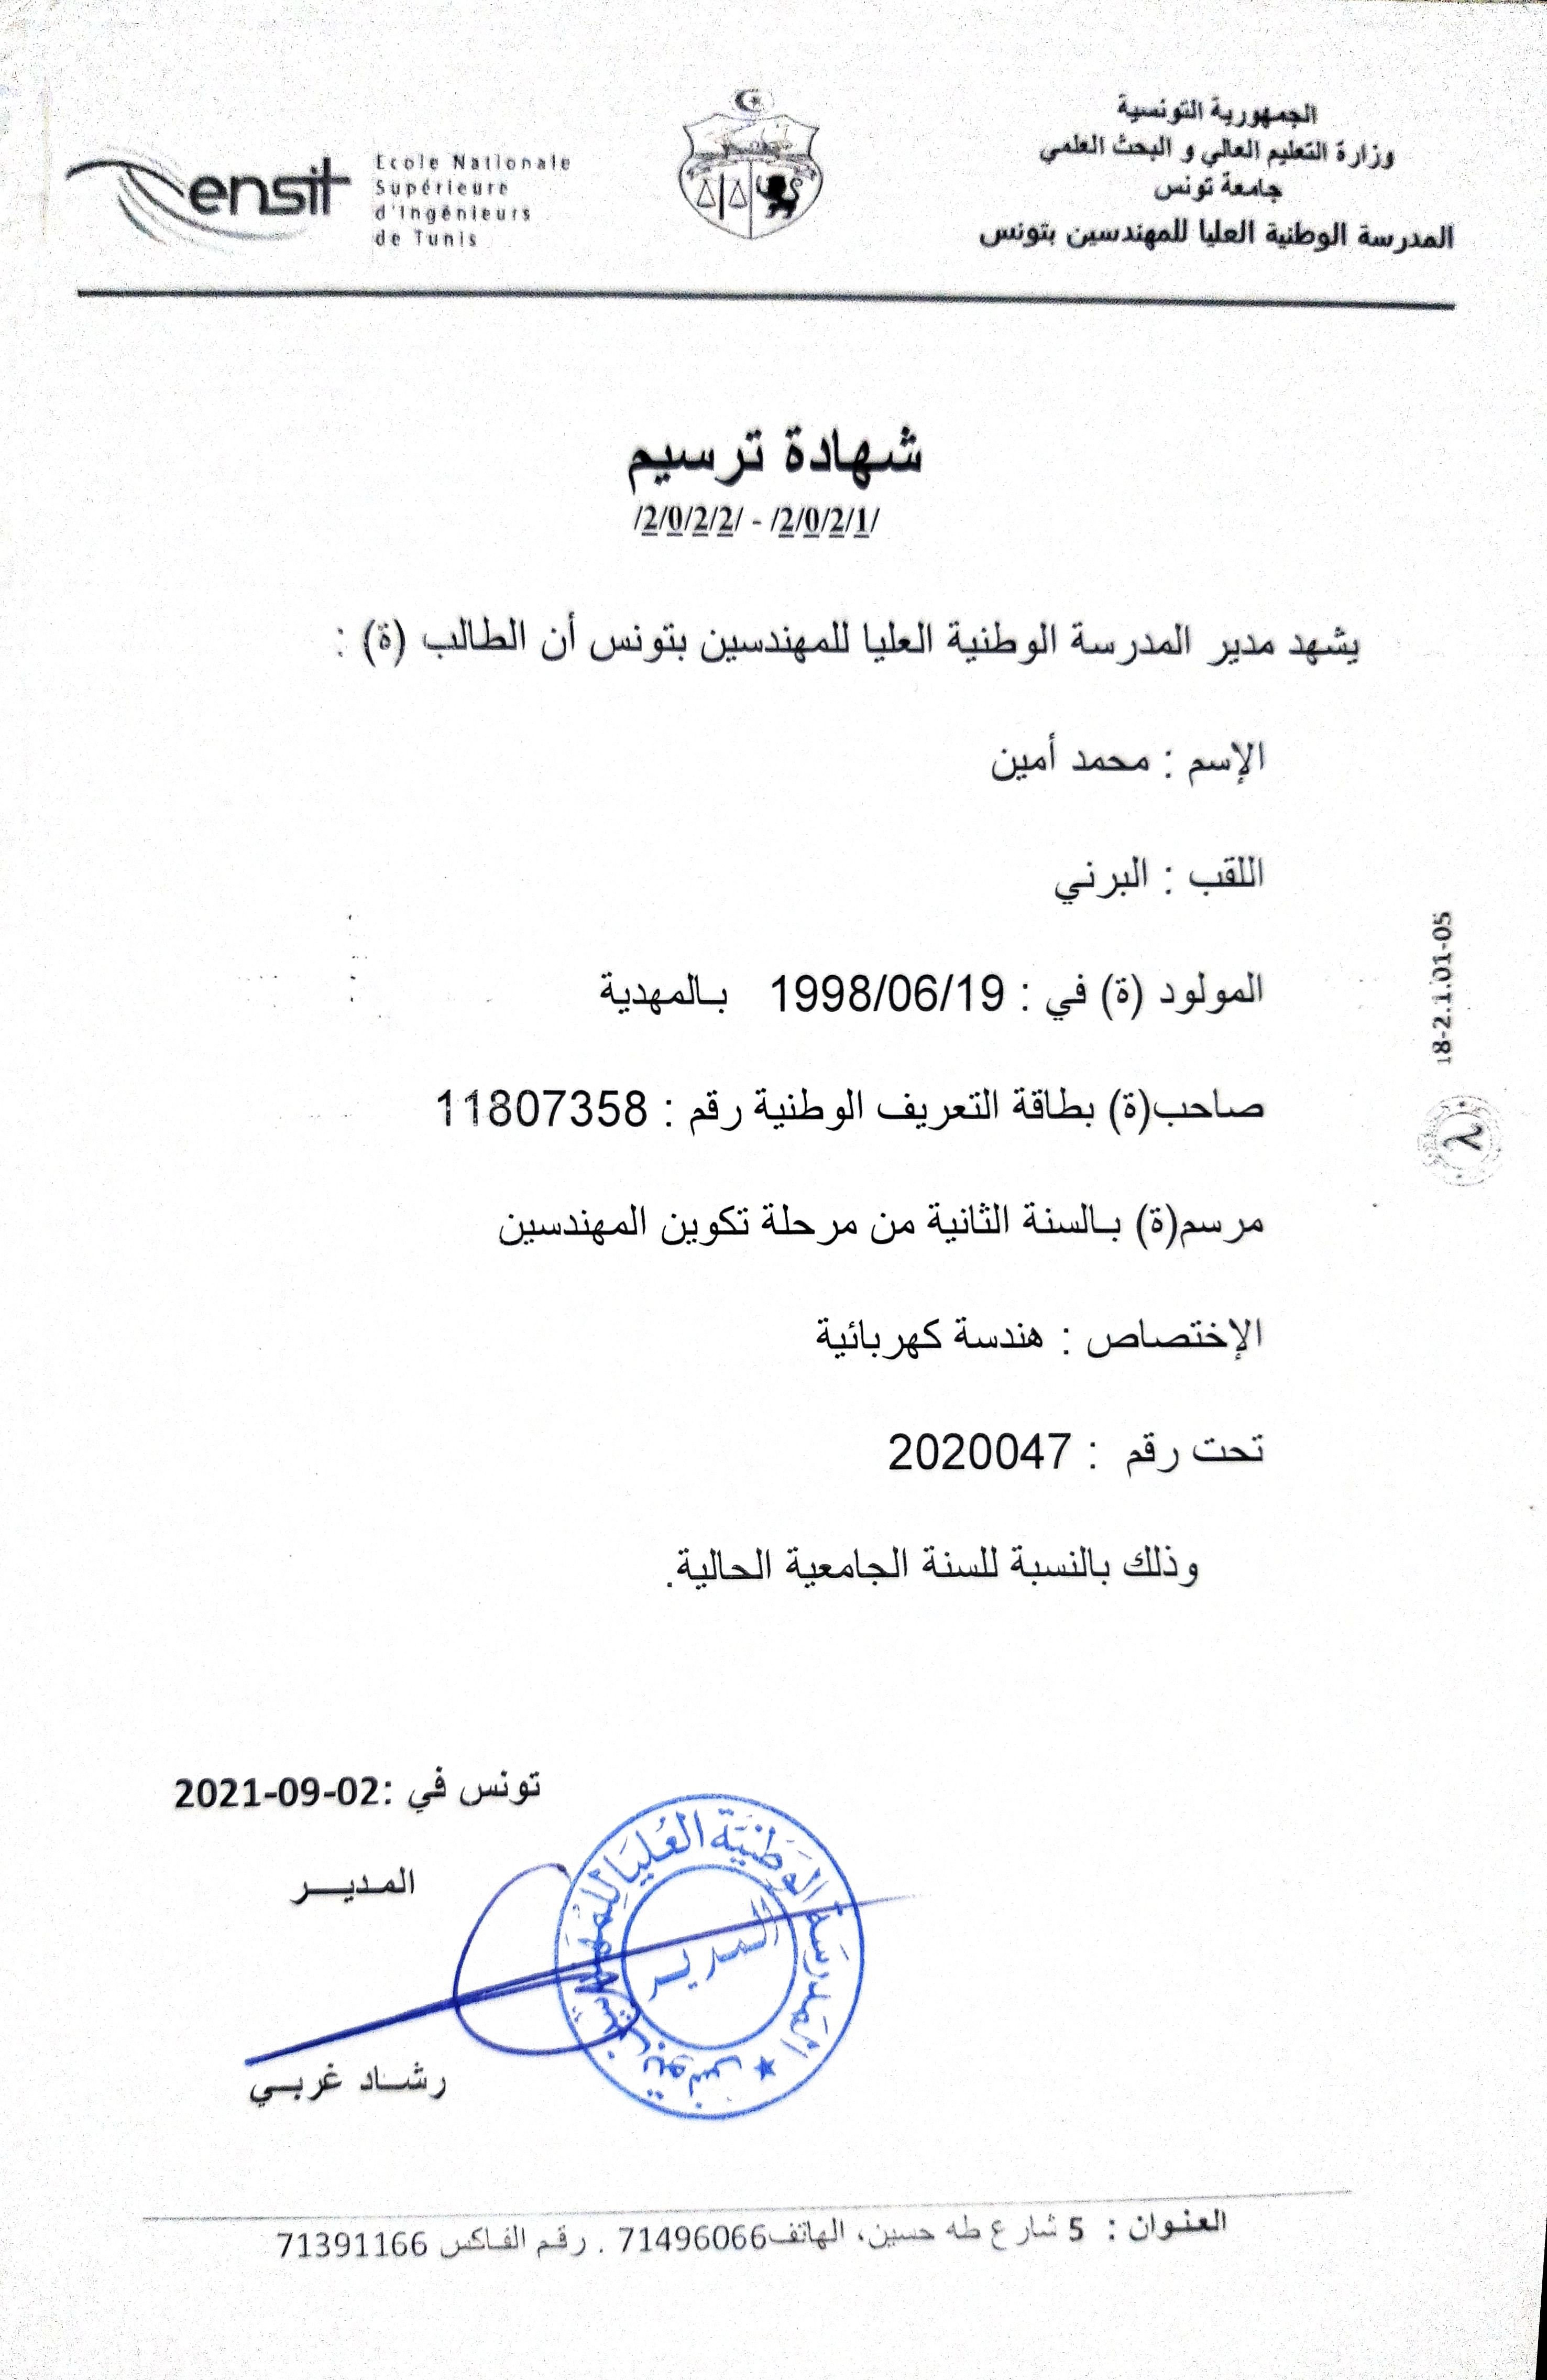 الجمهورية التونسية
وزارة التعليم العالي و البحث العلمي
جامعة تونس
المدرسة الوطنية العليا للمهندسين بتونس
ensit
Ecole Nationale
Supérieure
d'Ingénieurs
de Tunis
شهادة ترسيم
/2/0/2/2/ - /2/0/2/1/
يشهد مدير المدرسة الوطنية العليا للمهندسين بتونس أن الطالب (ة) :
الإسم : محمد أمين
اللقب : البرني
المولود (ة) في : 1998/06/19 بالمهدية
صاحب(ة) بطاقة التعريف الوطنية رقم : 11807358
مرسم(ة) بالسنة الثانية من مرحلة تكوين المهندسين
الإختصاص : هندسة كهربائية
تحت رقم : 2020047
وذلك بالنسبة للسنة الجامعية الحالية.
18-2.1.01-05
تونس في :02-09-2021
المديـــر
المدرسة الوطنية العليا للمهندسين بتونس
المدير
رشــاد غربــي
العنوان : 5 شارع طه حسين، الهاتف71496066 . رقم الفاكس 71391166